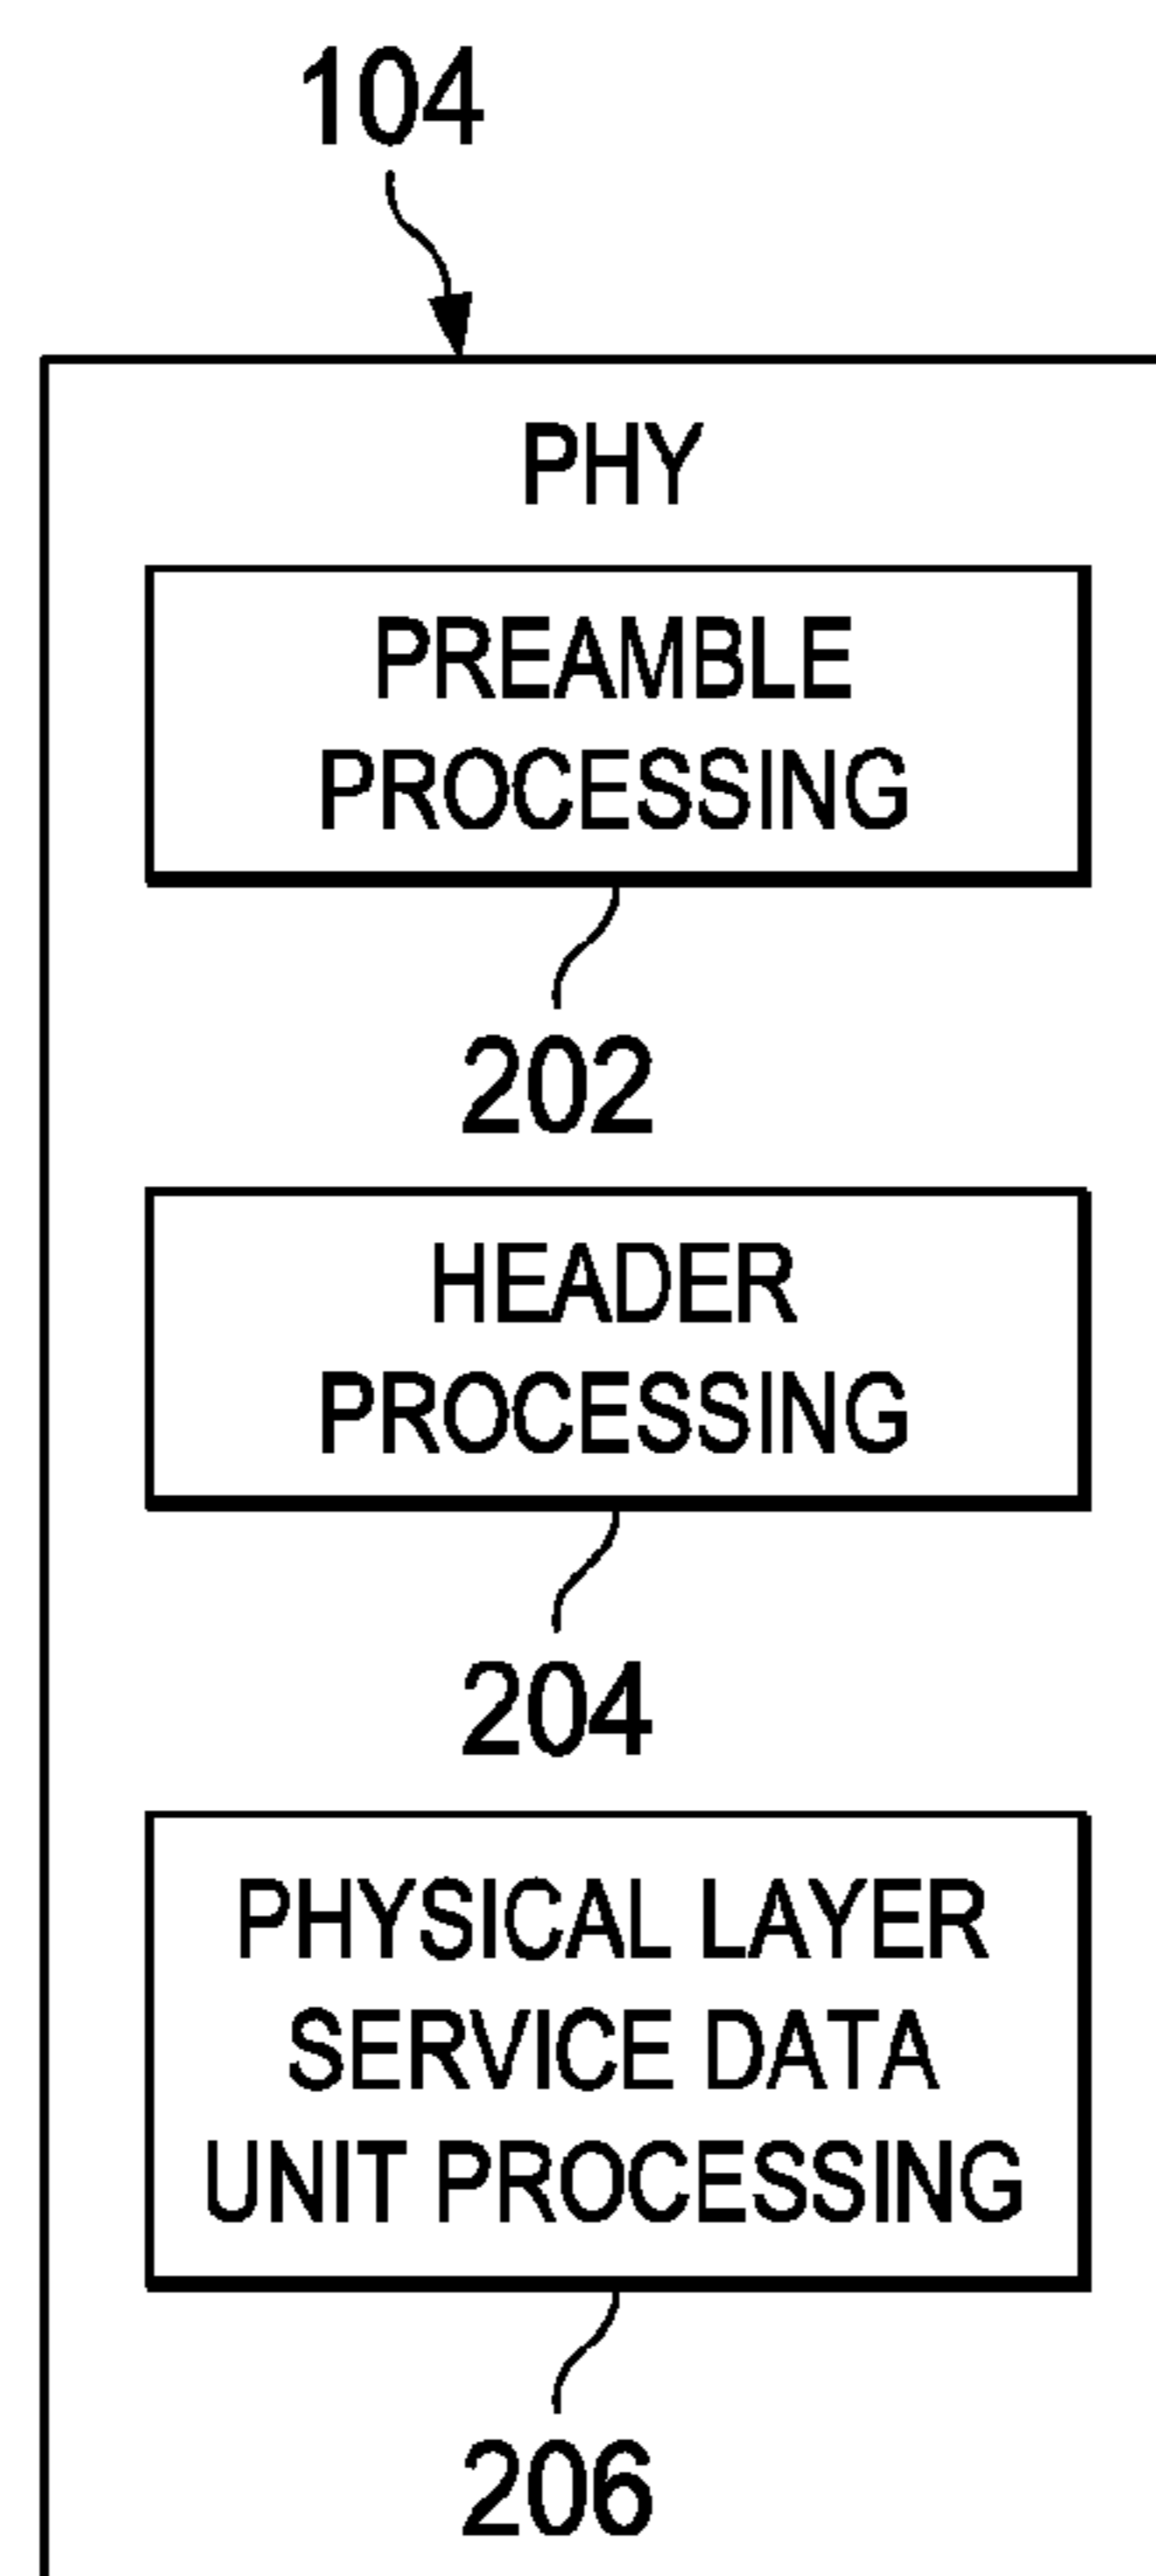 104
PHY
PREAMBLE
PROCESSING
202
HEADER
PROCESSING
204
PHYSICAL LAYER
SERVICE DATA
UNIT PROCESSING
206